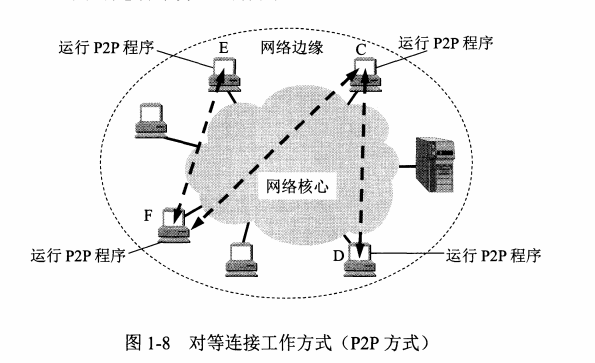 运行 P2P 程序
E
网络边缘
C
运行 P2P 程序
网络核心
F
运行 P2P 程序
D
运行 P2P 程序
图 1-8 对等连接工作方式（P2P 方式）